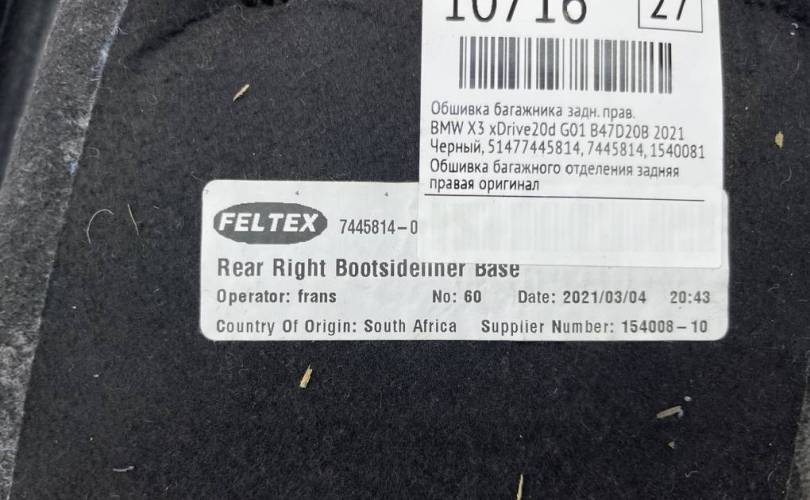 10716
27
Обшивка багажника задн. прав.
BMW X3 xDrive20d G01 B47D20B 2021
Черный, 51477445814, 7445814, 1540081
Обшивка багажного отделения задняя
правая оригинал
FELTEX 7445814-0
Rear Right Bootsideliner Base
Operator: frans No: 60 Date: 2021/03/04 20:43
Country Of Origin: South Africa Supplier Number: 154008-10